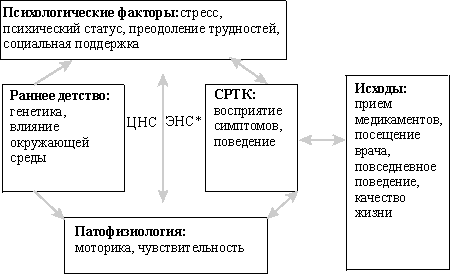 Психологические факторы:стресс,
психический статус, преодоление трудностей,
социальная поддержка
Раннее детство:
генетика,
влияние
окружающей
среды
ЦНС
ЭНС*
СРТК:
восприятие
симптомов,
поведение
Исходы:
прием
медикаментов,
посещение
врача,
повседневное
поведение,
качество
жизни
Патофизиология:
моторика, чувствительность